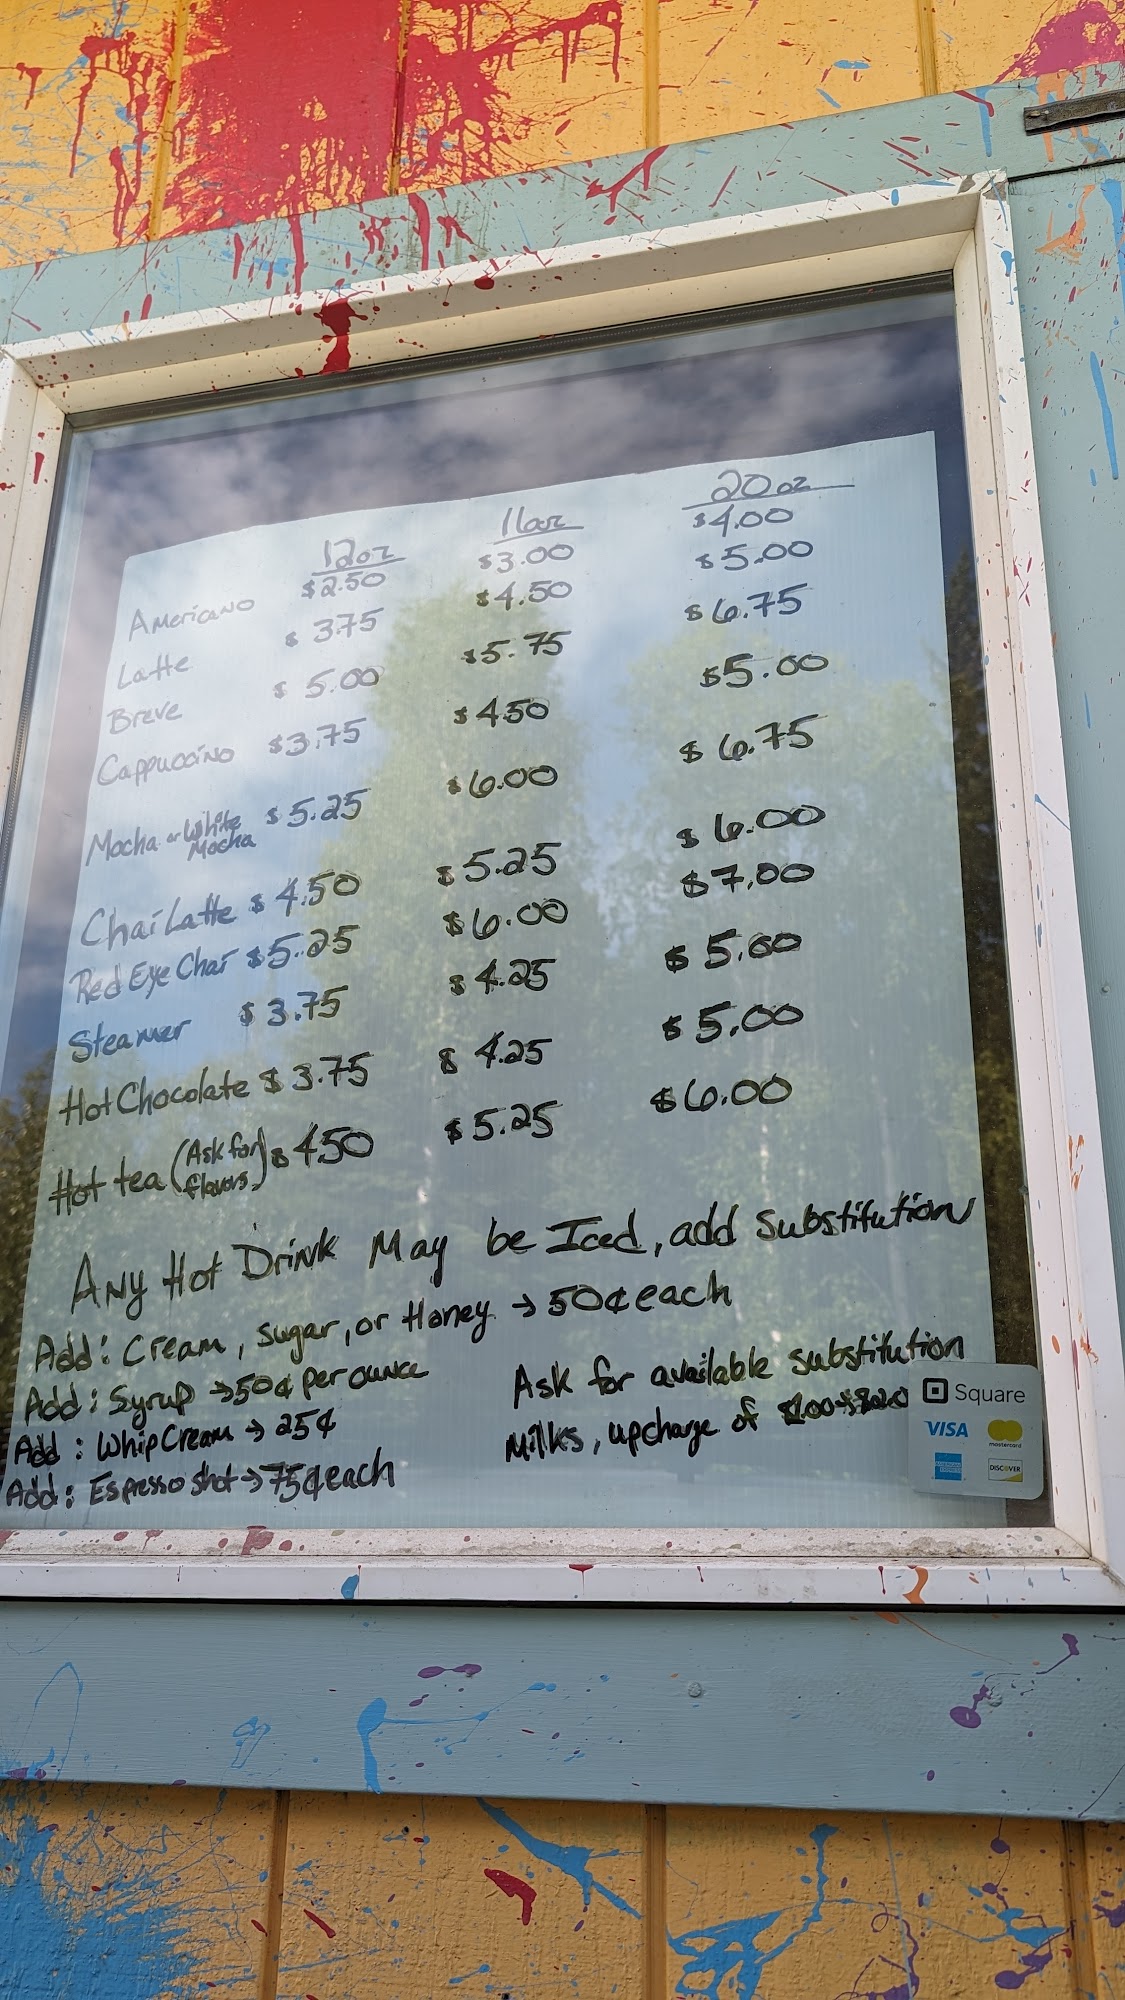 12oz 16oz 20oz
Americano $2.50 $3.00 $4.00
Latte $3.75 $4.50 $5.00
Breve $5.00 $5.75 $6.75
Cappuccino $3.75 $4.50 $5.00
Mocha or White Mocha $5.25 $6.00 $6.75
Chai Latte $4.50 $5.25 $6.00
Red Eye Chai $5.25 $6.00 $7.00
Steamer $3.75 $4.25 $5.00
Hot Chocolate $3.75 $4.25 $5.00
Hot tea (Ask for flavors) $4.50 $5.25 $6.00
Any Hot Drink May be Iced, add substitution
Add: Cream, sugar, or Honey → 50¢ each
Add: Syrup → 50¢ per ounce
Add: Whip Cream → 25¢
Add: Espresso shot → 75¢ each
Ask for available substitution
Milks, upcharge of
Square
VISA
mastercard
AMERICAN EXPRESS
DISCOVER